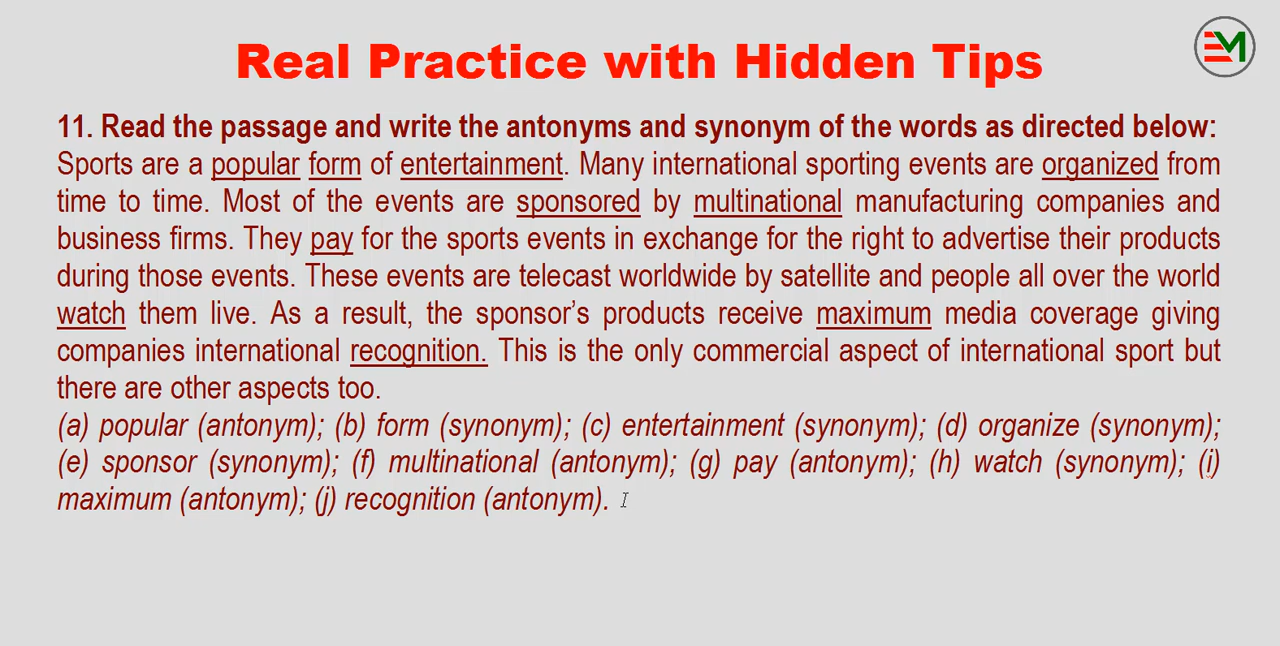 EM
Real Practice with Hidden Tips
11. Read the passage and write the antonyms and synonym of the words as directed below:
Sports are a popular form of entertainment. Many international sporting events are organized from
time to time. Most of the events are sponsored by multinational manufacturing companies and
business firms. They pay for the sports events in exchange for the right to advertise their products
during those events. These events are telecast worldwide by satellite and people all over the world
watch them live. As a result, the sponsor’s products receive maximum media coverage giving
companies international recognition. This is the only commercial aspect of international sport but
there are other aspects too.
(a) popular (antonym); (b) form (synonym); (c) entertainment (synonym); (d) organize (synonym);
(e) sponsor (synonym); (f) multinational (antonym); (g) pay (antonym); (h) watch (synonym); (i)
maximum (antonym); (j) recognition (antonym).